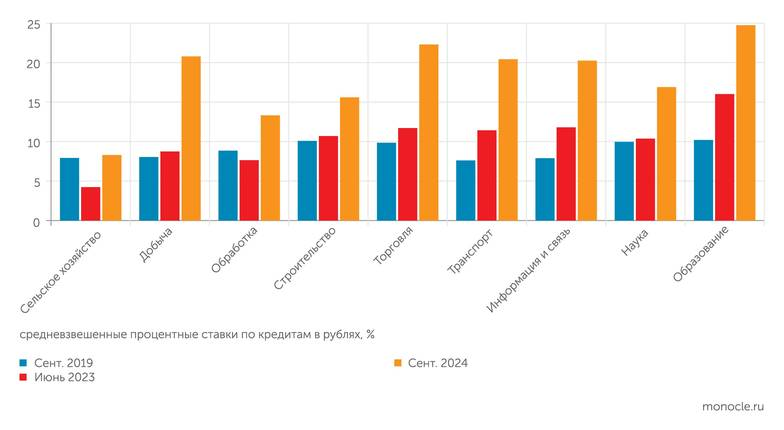 25
20
15
10
5
0
Сельское хозяйство
Добыча
Обработка
Строительство
Торговля
Транспорт
Информация и связь
Наука
Образование
средневзвешенные процентные ставки по кредитам в рублях, %
Сент. 2019
Июнь 2023
Сент. 2024
monocle.ru